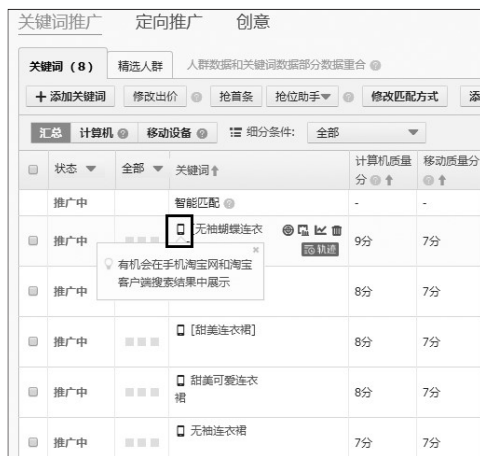 关键词推广 定向推广 创意
关键词（8） 精选人群 人群数据和关键词数据部分数据重合
+ 添加关键词 修改出价 抢首条 抢位助手 修改匹配方式 添
汇总 计算机 移动设备 细分条件： 全部
状态 全部 关键词 计算机质量分 移动质量分
推广中 智能匹配 - -
推广中 [无袖蝴蝶连衣 轨迹 9分 7分
有机会在手机淘宝网和淘宝
客户端搜索结果中展示
推广中 8分 7分
推广中 [甜美连衣裙] 8分 7分
推广中 甜美可爱连衣
裙 8分 7分
推广中 无袖连衣裙 7分 7分